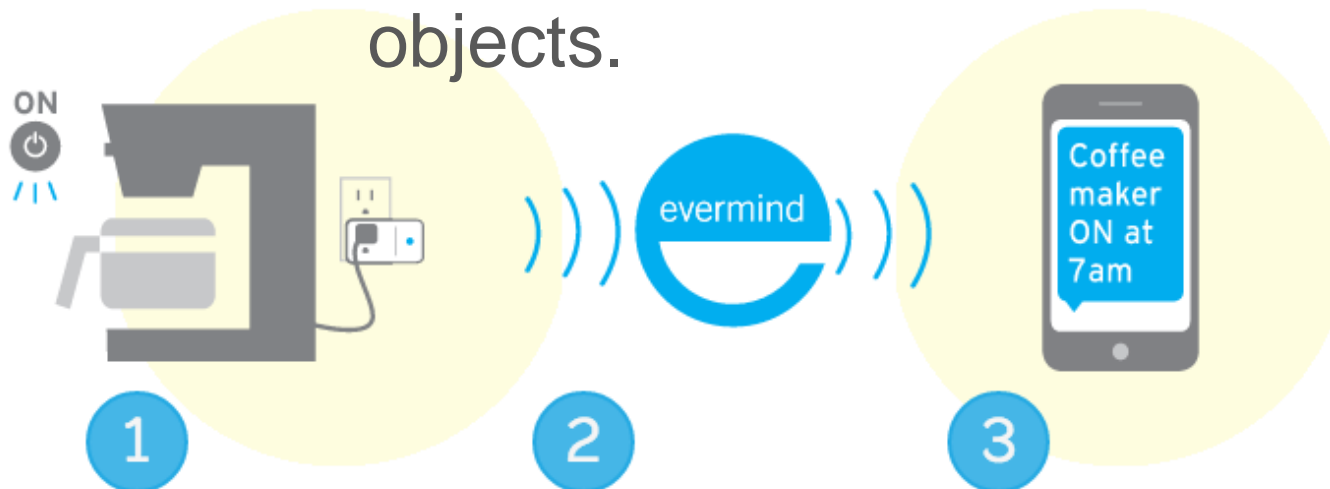 objects.
ON
evermind
Coffee
maker
ON at
7am
1
2
3